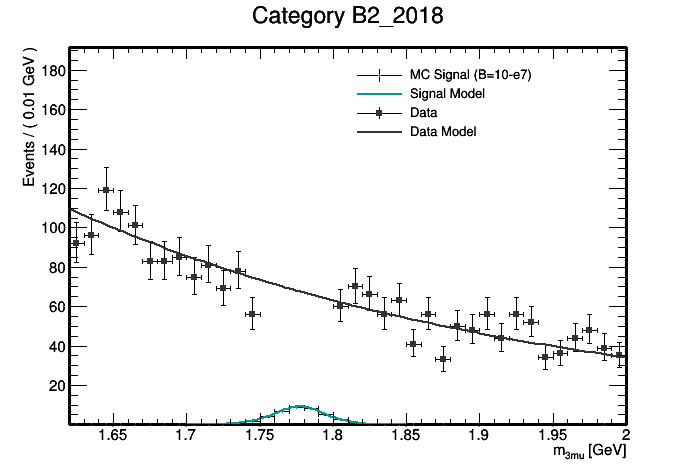 Category B2_2018
Events / ( 0.01 GeV )
180
160
140
120
100
80
60
40
20
MC Signal (B=10-e7)
Signal Model
Data
Data Model
1.65 1.7 1.75 1.8 1.85 1.9 1.95 2
m3mu [GeV]